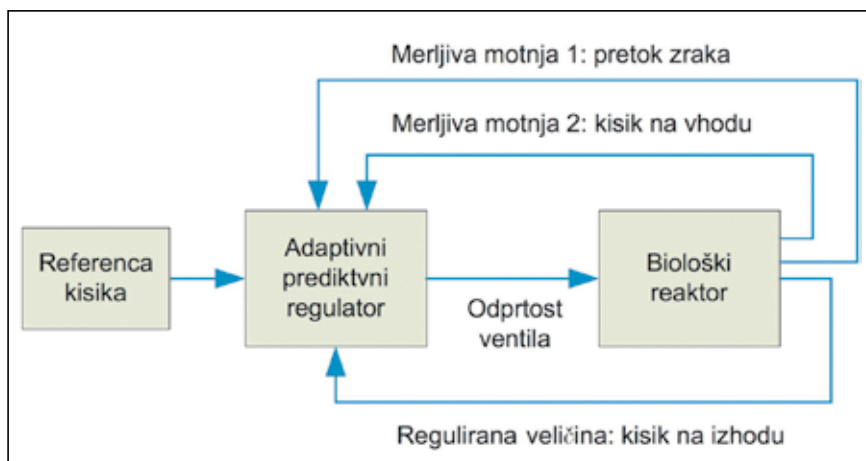 Merljiva motnja 1: pretok zraka
Merljiva motnja 2: kisik na vhodu
Referenca
kisika
Adaptivni
prediktvni
regulator
Odprtost
ventila
Biološki
reaktor
Regulirana veličina: kisik na izhodu